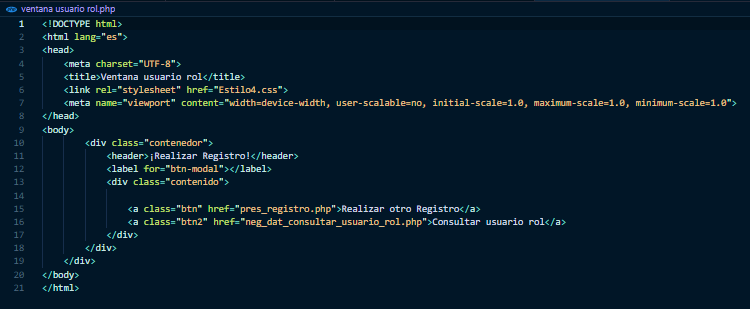 ventana usuario rol.php
1 <!DOCTYPE html>
2 <html lang="es">
3 <head>
4 <meta charset="UTF-8">
5 <title>Ventana usuario rol</title>
6 <link rel="stylesheet" href="Estilo4.css">
7 <meta name="viewport" content="width=device-width, user-scalable=no, initial-scale=1.0, maximum-scale=1.0, minimum-scale=1.0">
8 </head>
9 <body>
10 <div class="contenedor">
11 <header>¡Realizar Registro!</header>
12 <label for="btn-modal"></label>
13 <div class="contenido">
14
15 <a class="btn" href="pres_registro.php">Realizar otro Registro</a>
16 <a class="btn2" href="neg_dat_consultar_usuario_rol.php">Consultar usuario rol</a>
17 </div>
18 </div>
19 </div>
20 </body>
21 </html>